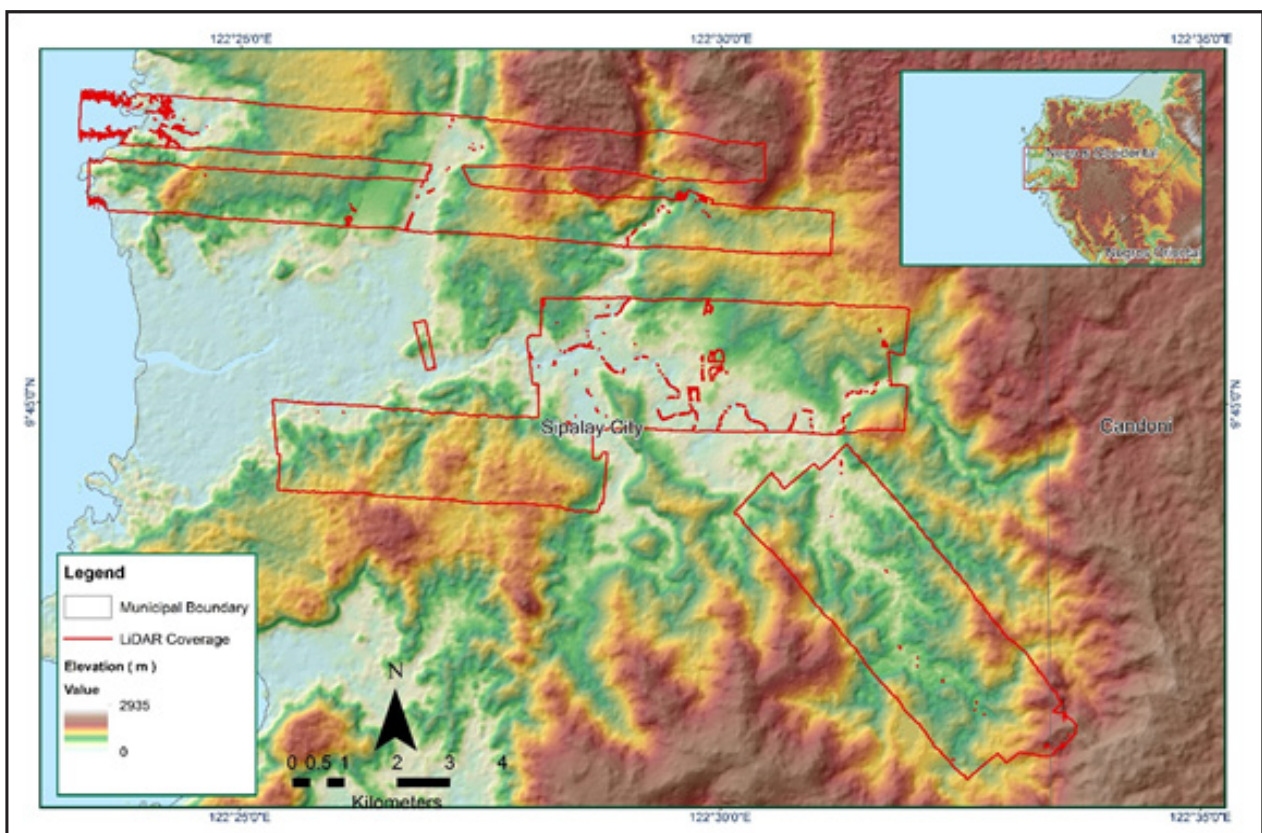 122°25'0"E
122°30'0"E
122°35'0"E
Negros Occidental
Negros Oriental
9°45'0"N
9°45'0"N
Sipalay City
Candoni
Legend
Municipal Boundary
LiDAR Coverage
Elevation ( m )
Value
2935
0
N
0 0.5 1 2 3 4
Kilometers
122°25'0"E
122°30'0"E
122°35'0"E